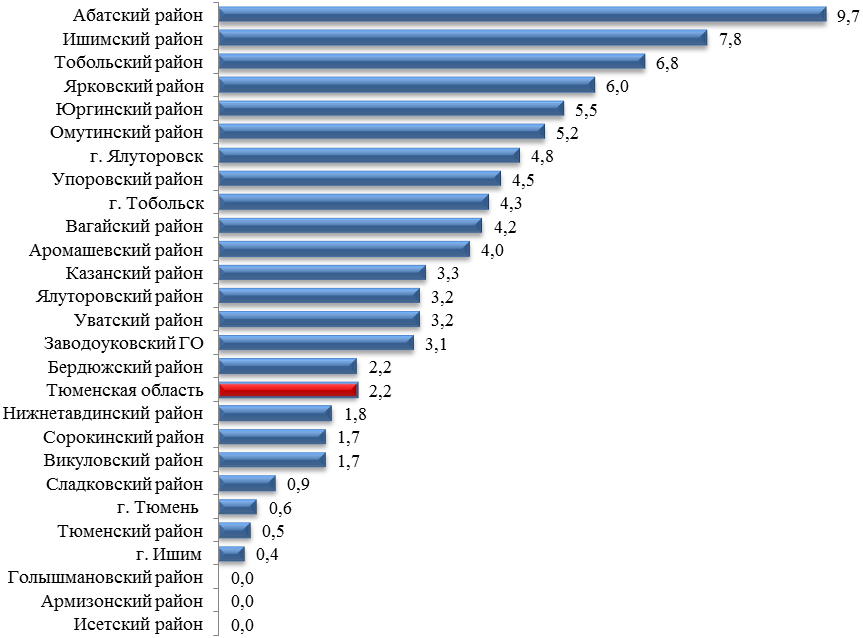 Абатский район 9,7
Ишимский район 7,8
Тобольский район 6,8
Ярковский район 6,0
Юргинский район 5,5
Омутинский район 5,2
г. Ялуторовск 4,8
Упоровский район 4,5
г. Тобольск 4,3
Вагайский район 4,2
Аромашевский район 4,0
Казанский район 3,3
Ялуторовский район 3,2
Уватский район 3,2
Заводоуковский ГО 3,1
Бердюжский район 2,2
Тюменская область 2,2
Нижнетавдинский район 1,8
Сорокинский район 1,7
Викуловский район 1,7
Сладковский район 0,9
г. Тюмень 0,6
Тюменский район 0,5
г. Ишим 0,4
Голышмановский район 0,0
Армизонский район 0,0
Исетский район 0,0